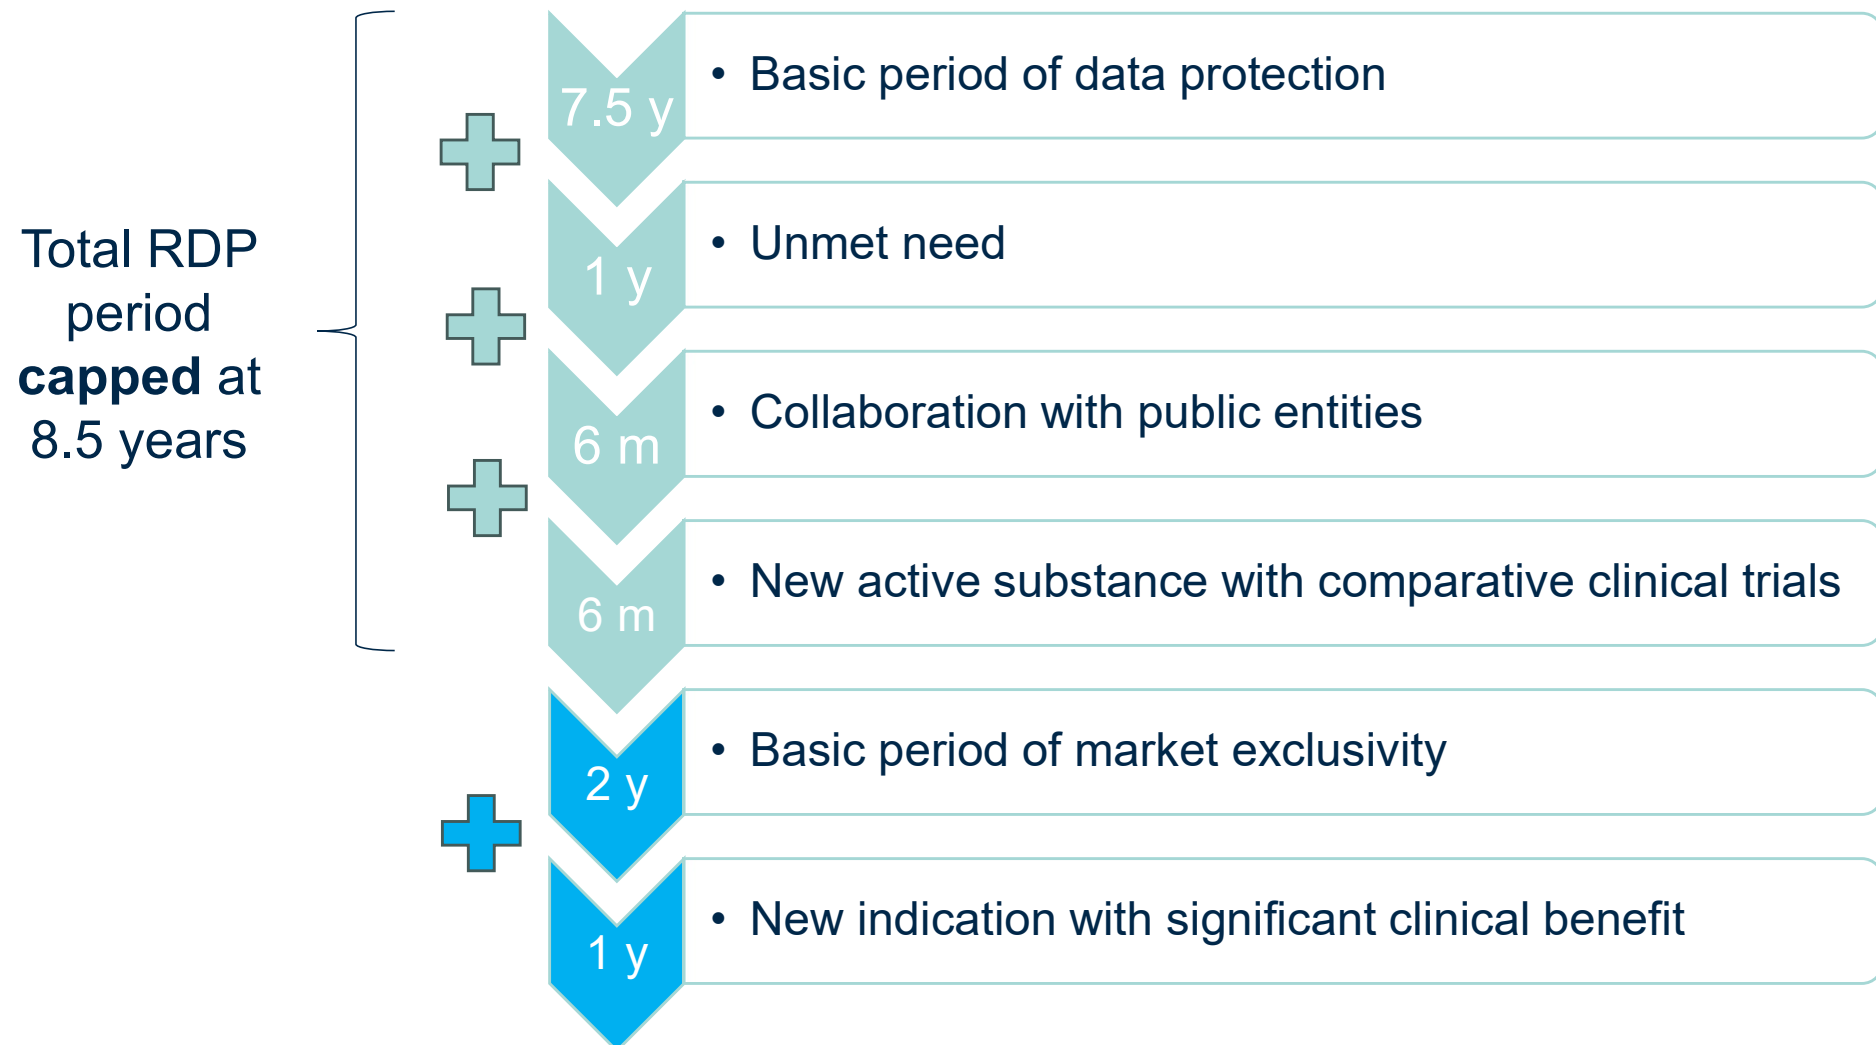 Total RDP
period
capped at
8.5 years
7.5 y
• Basic period of data protection
1 y
• Unmet need
6 m
• Collaboration with public entities
6 m
• New active substance with comparative clinical trials
2 y
• Basic period of market exclusivity
1 y
• New indication with significant clinical benefit